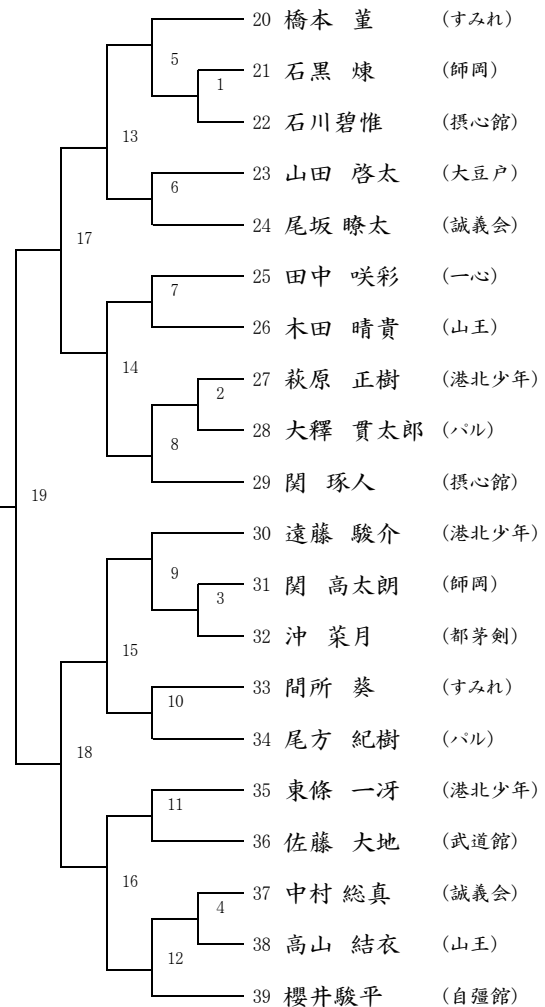 20 橋本 菫 (すみれ)
5
21 石黒 煉 (師岡)
1
22 石川碧惟 (摂心館)
13
23 山田 啓太 (大豆戸)
6
24 尾坂 瞭太 (誠義会)
17
25 田中 咲彩 (一心)
7
26 木田 晴貴 (山王)
14
27 萩原 正樹 (港北少年)
2
28 大釋 貫太郎 (パル)
8
29 関 琢人 (摂心館)
19
30 遠藤 駿介 (港北少年)
9
31 関 高太朗 (師岡)
3
32 沖 菜月 (都茅剣)
15
33 間所 葵 (すみれ)
10
34 尾方 紀樹 (パル)
18
35 東條 一冴 (港北少年)
11
36 佐藤 大地 (武道館)
16
37 中村 総真 (誠義会)
4
38 高山 結衣 (山王)
12
39 櫻井駿平 (自彊館)